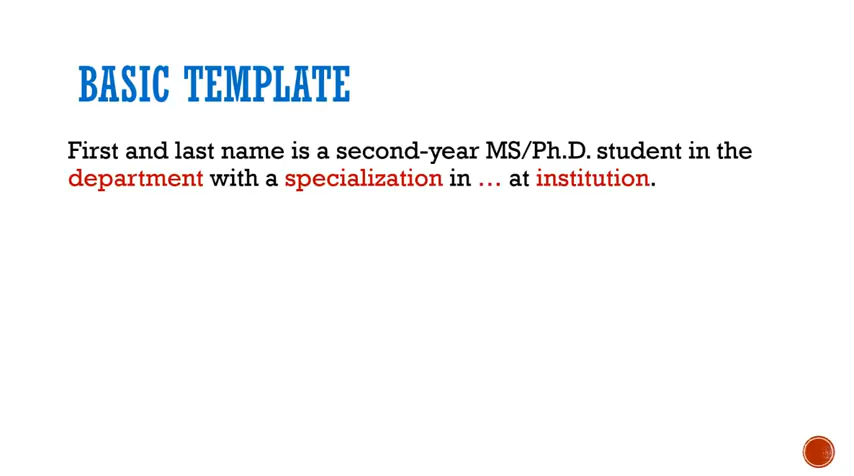 BASIC TEMPLATE
First and last name is a second-year MS/Ph.D. student in the
department with a specialization in … at institution.